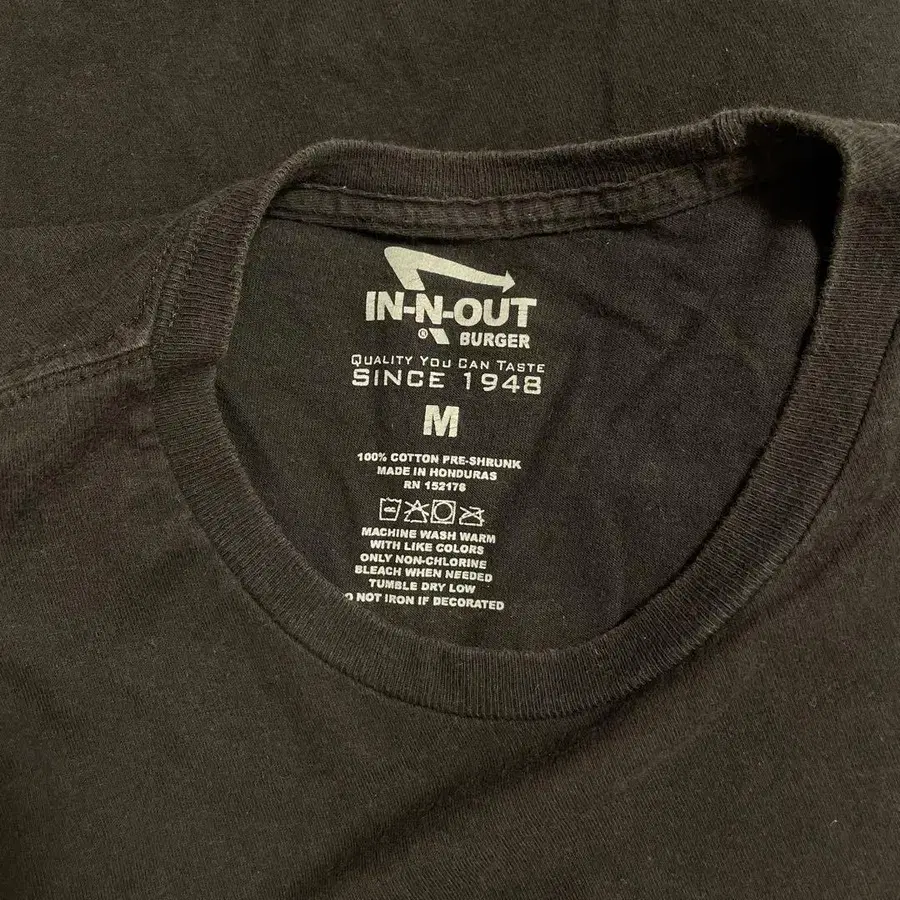 IN-N-OUT
® BURGER
QUALITY YOU CAN TASTE
SINCE 1948
M
100% COTTON PRE-SHRUNK
MADE IN HONDURAS
RN 152178
MACHINE WASH WARM
WITH LIKE COLORS
ONLY NON-CHLORINE
BLEACH WHEN NEEDED
TUMBLE DRY LOW
O NOT IRON IF DECORATED